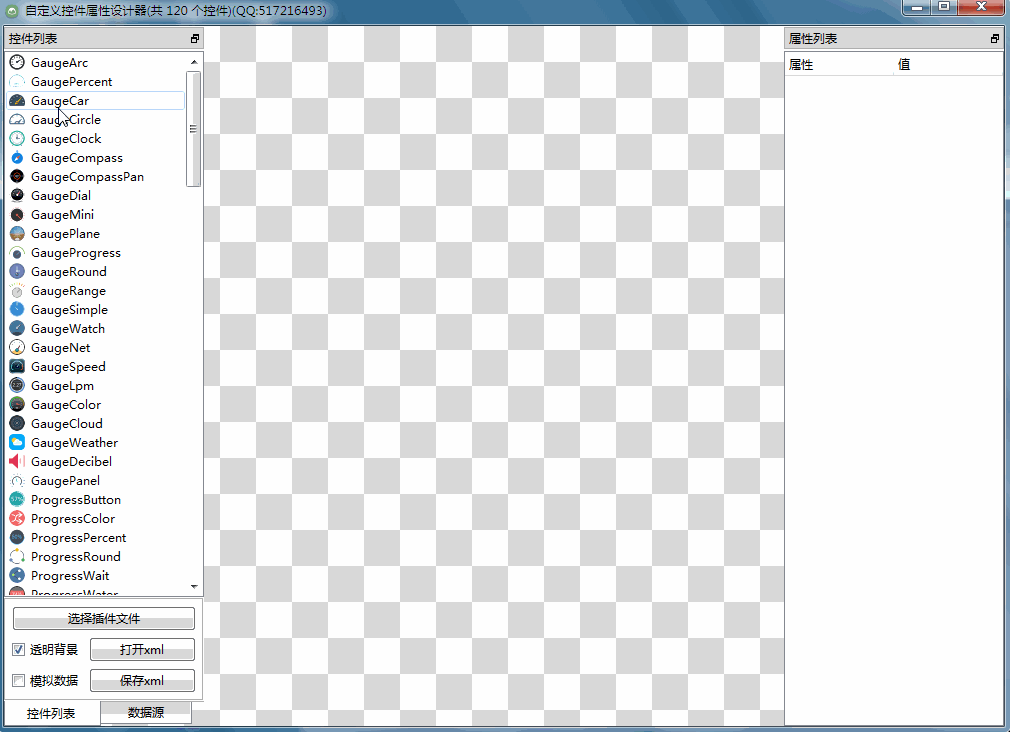 自定义控件属性设计器(共 120 个控件)(QQ:517216493)
控件列表
GaugeArc
GaugePercent
GaugeCar
GaugeCircle
GaugeClock
GaugeCompass
GaugeCompassPan
GaugeDial
GaugeMini
GaugePlane
GaugeProgress
GaugeRound
GaugeRange
GaugeSimple
GaugeWatch
GaugeNet
GaugeSpeed
GaugeLpm
GaugeColor
GaugeCloud
GaugeWeather
GaugeDecibel
GaugePanel
ProgressButton
ProgressColor
ProgressPercent
ProgressRound
ProgressWait
ProgressWater
选择插件文件
透明背景 打开xml
模拟数据 保存xml
控件列表 数据源
属性列表
属性 值